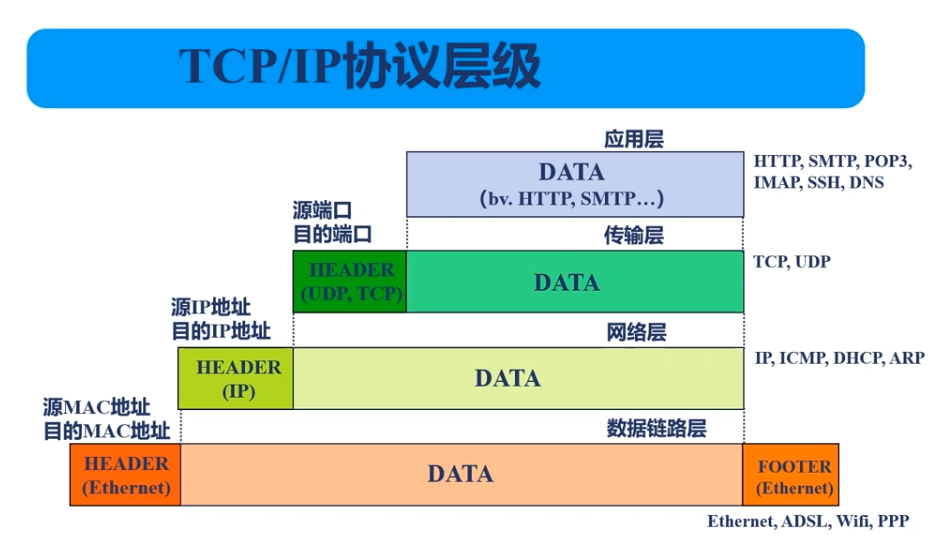 TCP/IP协议层级
应用层
DATA
（bv. HTTP, SMTP…）
HTTP, SMTP, POP3,
IMAP, SSH, DNS
源端口
目的端口
传输层
HEADER
(UDP, TCP)
DATA
TCP, UDP
源IP地址
目的IP地址
网络层
HEADER
(IP)
DATA
IP, ICMP, DHCP, ARP
源MAC地址
目的MAC地址
数据链路层
HEADER
(Ethernet)
DATA
FOOTER
(Ethernet)
Ethernet, ADSL, Wifi, PPP